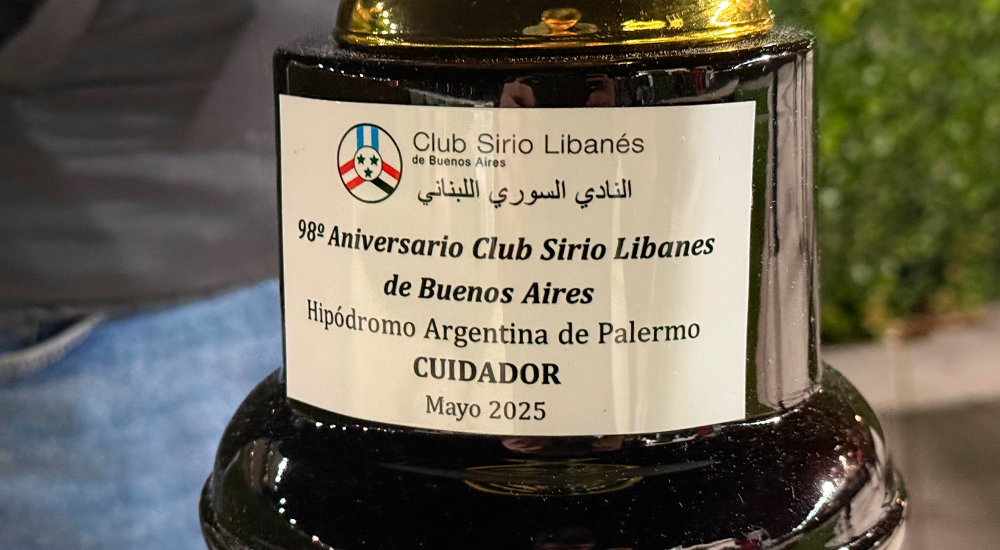 Club Sirio Libanés
de Buenos Aires
النادي السوري اللبناني
98º Aniversario Club Sirio Libanes
de Buenos Aires
Hipódromo Argentina de Palermo
CUIDADOR
Mayo 2025